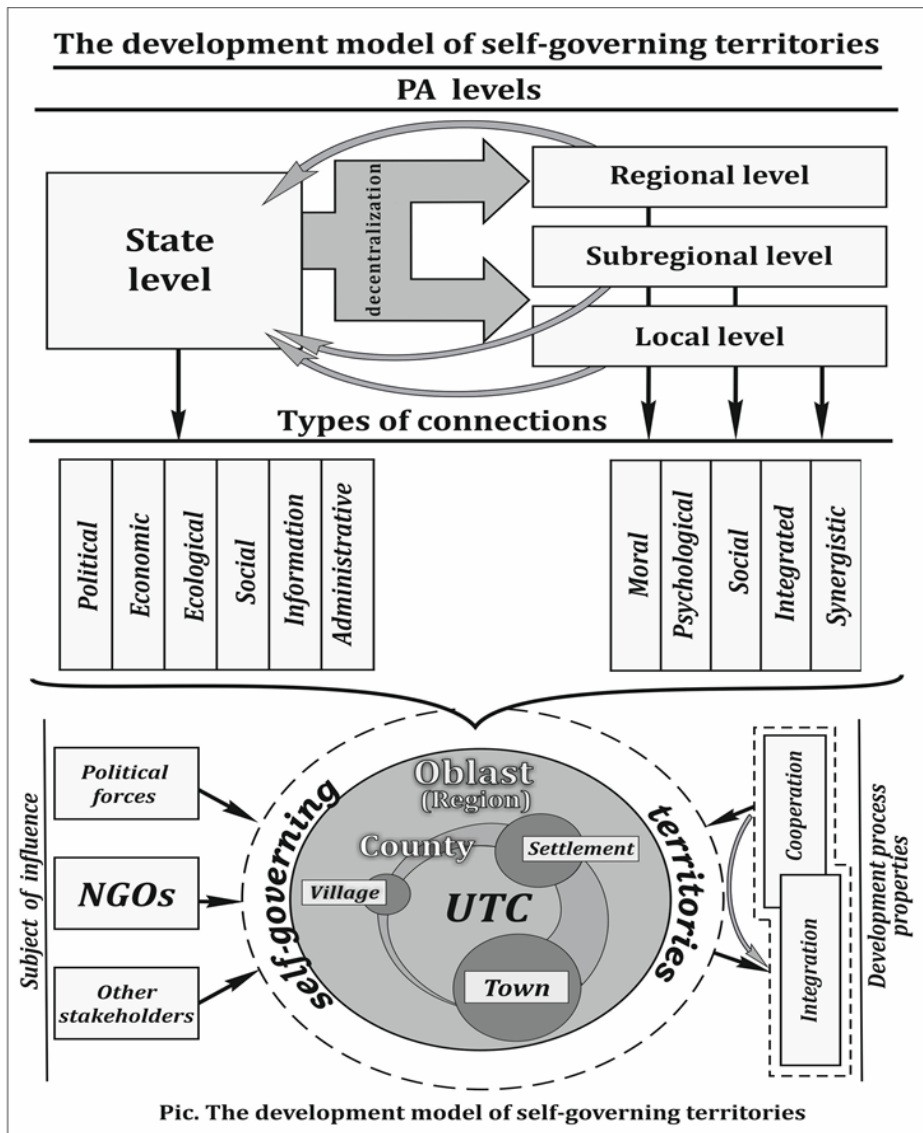 The development model of self-governing territories
PA levels
State
level
decentralization
Regional level
Subregional level
Local level
Types of connections
Political
Economic
Ecological
Social
Information
Administrative
Moral
Psychological
Social
Integrated
Synergistic
Subject of influence
Political
forces
NGOs
Other
stakeholders
self-governing
territories
Oblast
(Region)
County
Settlement
Village
UTC
Town
Cooperation
Integration
Development process
properties
Pic. The development model of self-governing territories